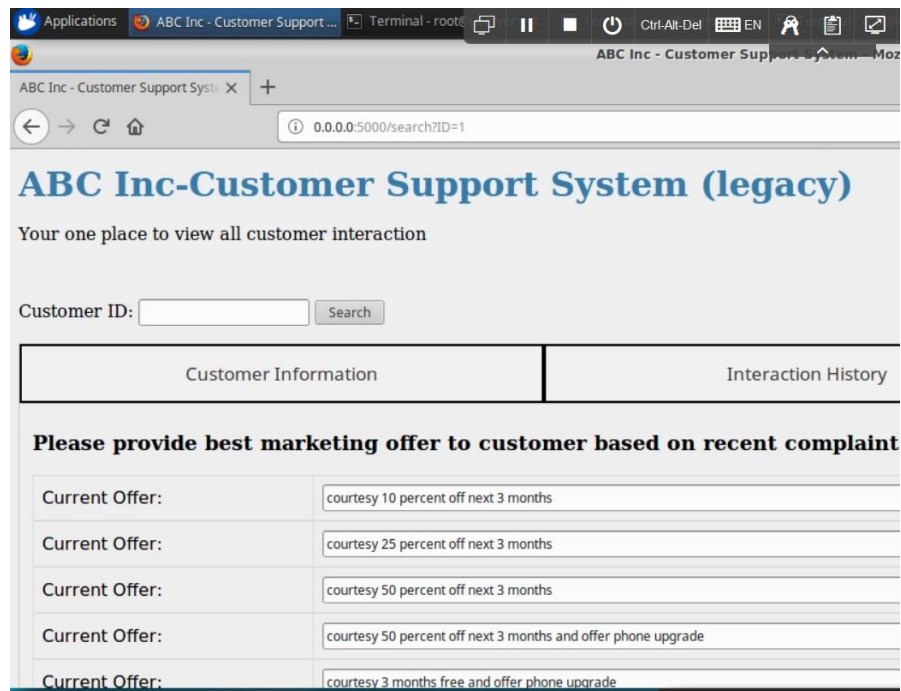 Applications ABC Inc - Customer Support ... Terminal - root Ctrl-Alt-Del EN
ABC Inc - Customer Support System - Moz
ABC Inc - Customer Support Syst
0.0.0.0:5000/search?ID=1
ABC Inc-Customer Support System (legacy)
Your one place to view all customer interaction
Customer ID: Search
Customer Information Interaction History
Please provide best marketing offer to customer based on recent complaint
Current Offer: courtesy 10 percent off next 3 months
Current Offer: courtesy 25 percent off next 3 months
Current Offer: courtesy 50 percent off next 3 months
Current Offer: courtesy 50 percent off next 3 months and offer phone upgrade
Current Offer: courtesy 3 months free and offer phone upgrade